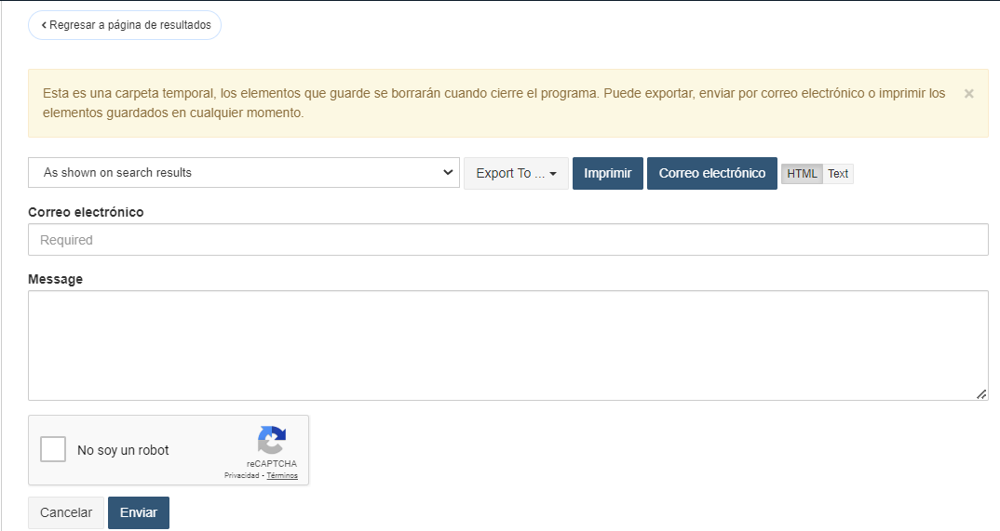 Regresar a página de resultados
Esta es una carpeta temporal, los elementos que guarde se borrarán cuando cierre el programa. Puede exportar, enviar por correo electrónico o imprimir los
elementos guardados en cualquier momento.
×
As shown on search results
Export To ...
Imprimir
Correo electrónico
HTML
Text
Correo electrónico
Required
Message
No soy un robot
reCAPTCHA
Privacidad - Términos
Cancelar
Enviar